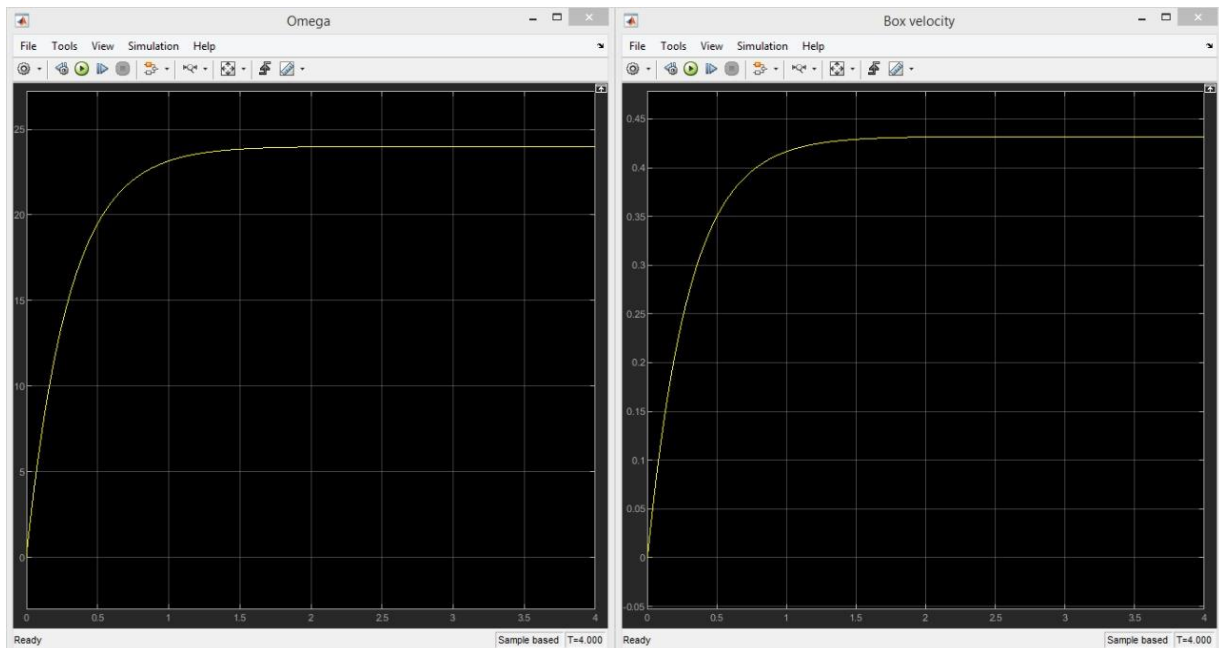 Omega
File Tools View Simulation Help
25
20
15
10
5
0
0 0.5 1 1.5 2 2.5 3 3.5 4
Ready Sample based T=4.000
Box velocity
File Tools View Simulation Help
0.45
0.4
0.35
0.3
0.25
0.2
0.15
0.1
0.05
0
-0.05
0 0.5 1 1.5 2 2.5 3 3.5 4
Ready Sample based T=4.000